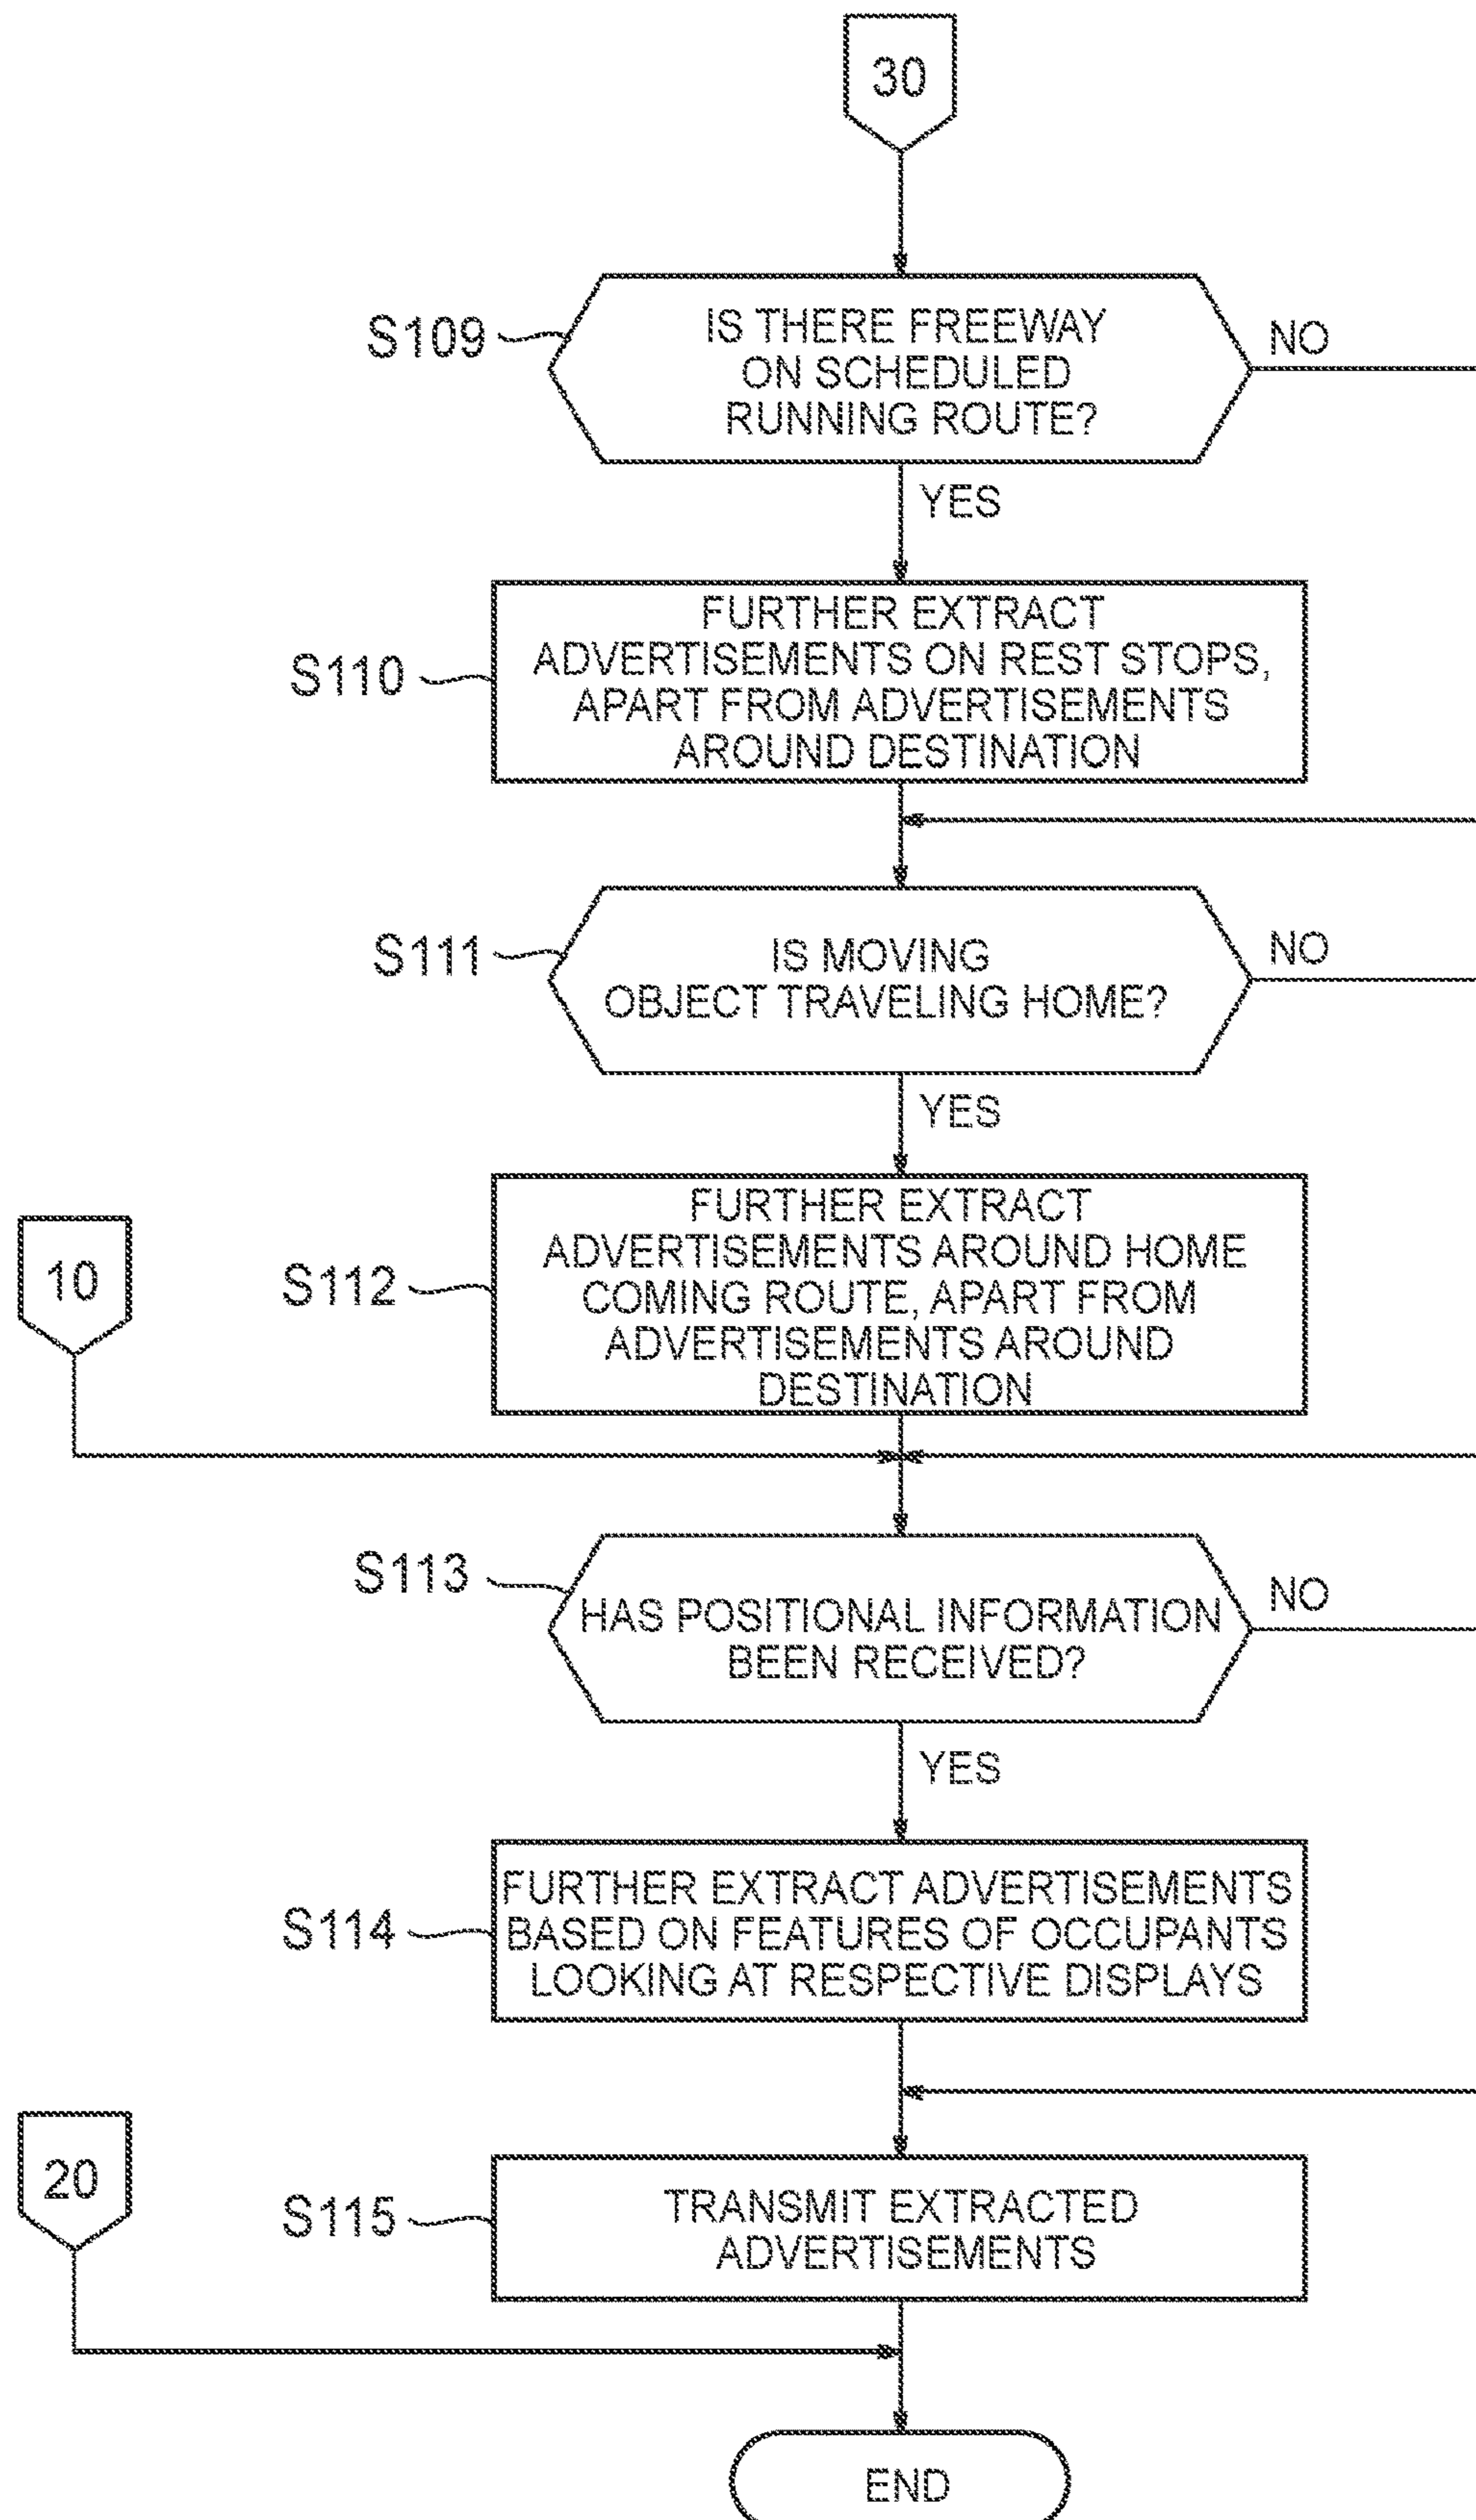 30
S109
IS THERE FREEWAY
ON SCHEDULED
RUNNING ROUTE?
NO
YES
S110
FURTHER EXTRACT
ADVERTISEMENTS ON REST STOPS,
APART FROM ADVERTISEMENTS
AROUND DESTINATION
S111
IS MOVING
OBJECT TRAVELING HOME?
NO
YES
10
S112
FURTHER EXTRACT
ADVERTISEMENTS AROUND HOME
COMING ROUTE, APART FROM
ADVERTISEMENTS AROUND
DESTINATION
S113
HAS POSITIONAL INFORMATION
BEEN RECEIVED?
NO
YES
S114
FURTHER EXTRACT ADVERTISEMENTS
BASED ON FEATURES OF OCCUPANTS
LOOKING AT RESPECTIVE DISPLAYS
20
S115
TRANSMIT EXTRACTED
ADVERTISEMENTS
END